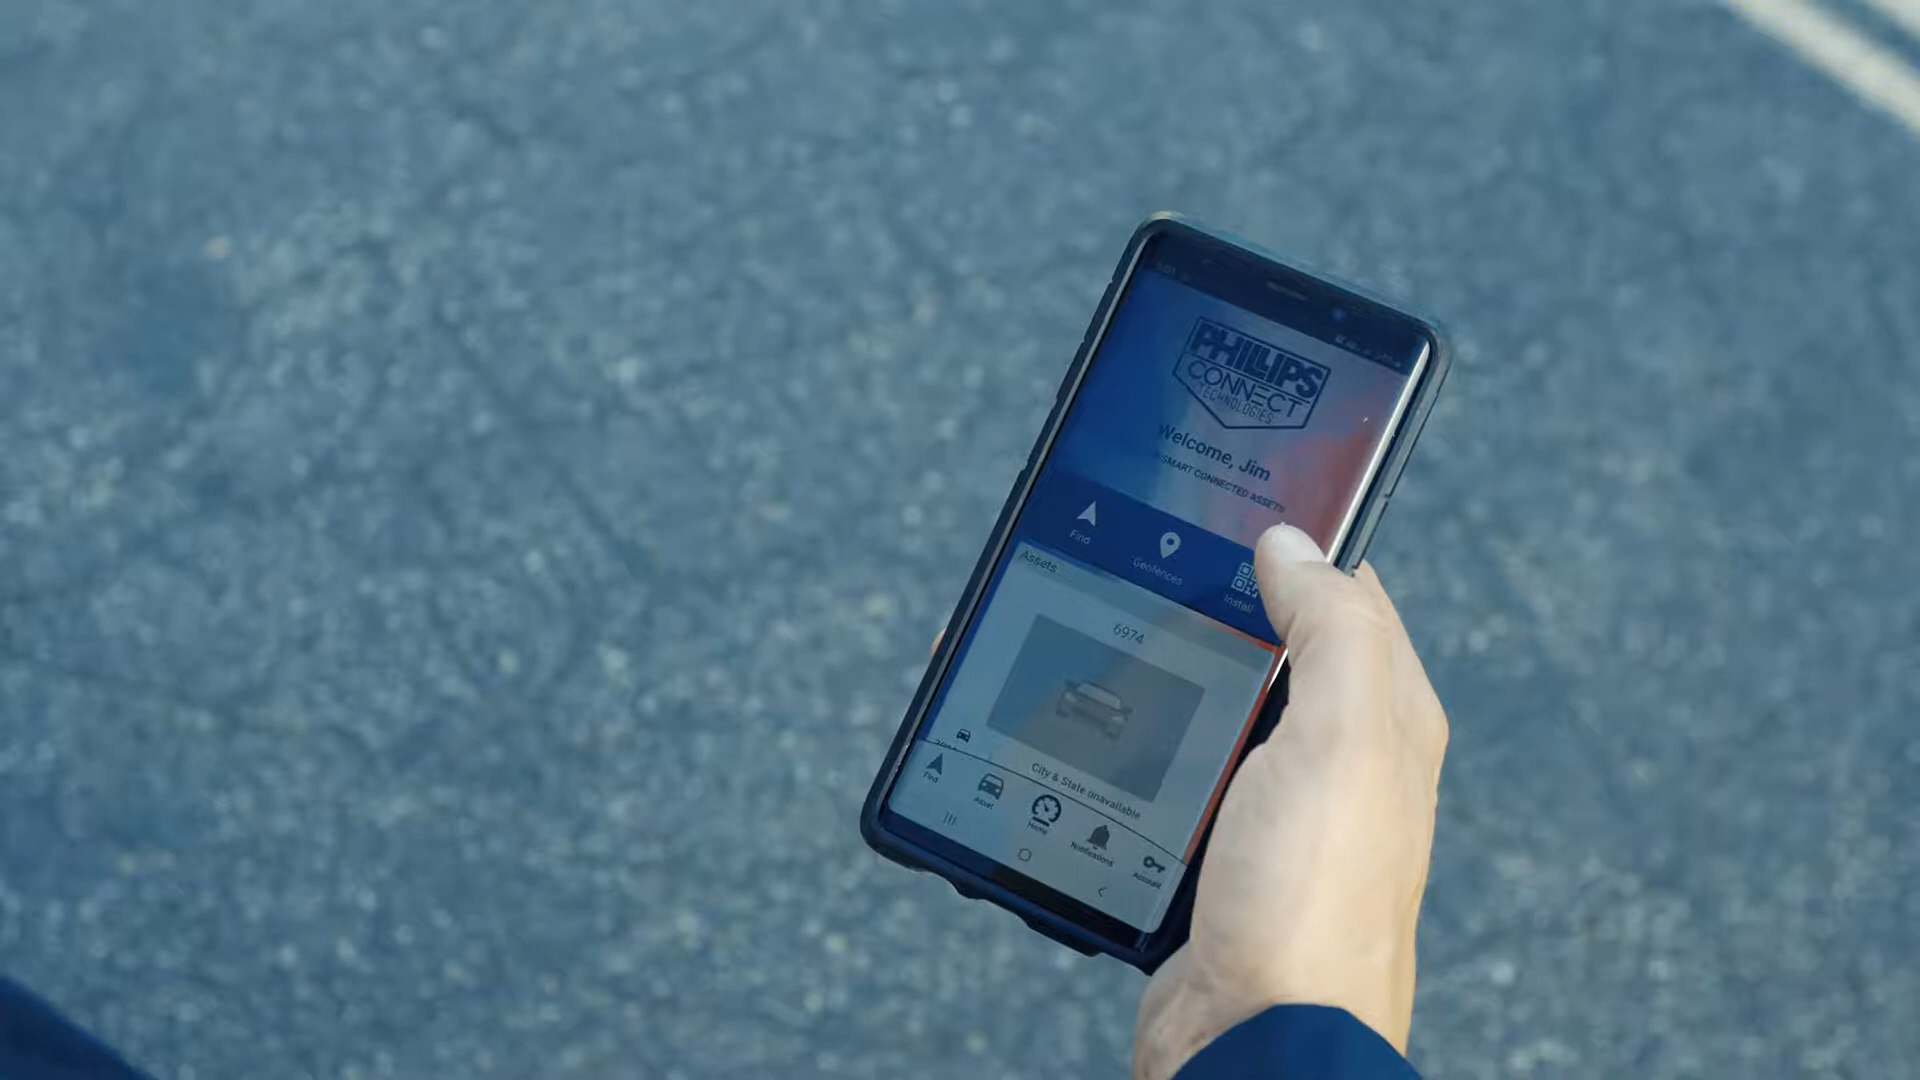 PHILLIPS
CONNECT
TECHNOLOGIES
Welcome, Jim
SMART CONNECTED ASSETS
Find
Geofences
Install
Assets
6974
City & State unavailable
Find
Asset
Home
Notifications
Account